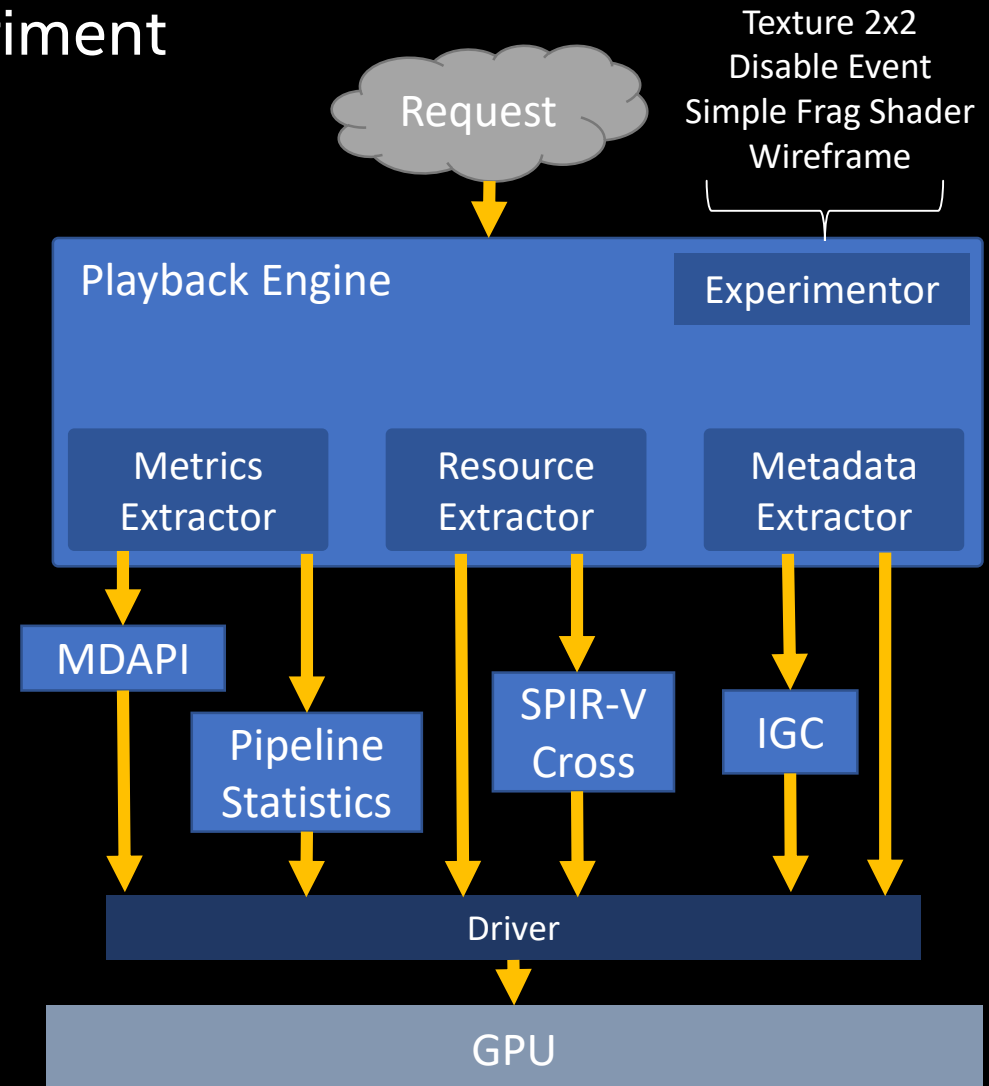 Texture 2x2
Disable Event
Simple Frag Shader
Wireframe
Request
Playback Engine
Experimentor
Metrics
Extractor
Resource
Extractor
Metadata
Extractor
MDAPI
Pipeline
Statistics
SPIR-V
Cross
IGC
Driver
GPU